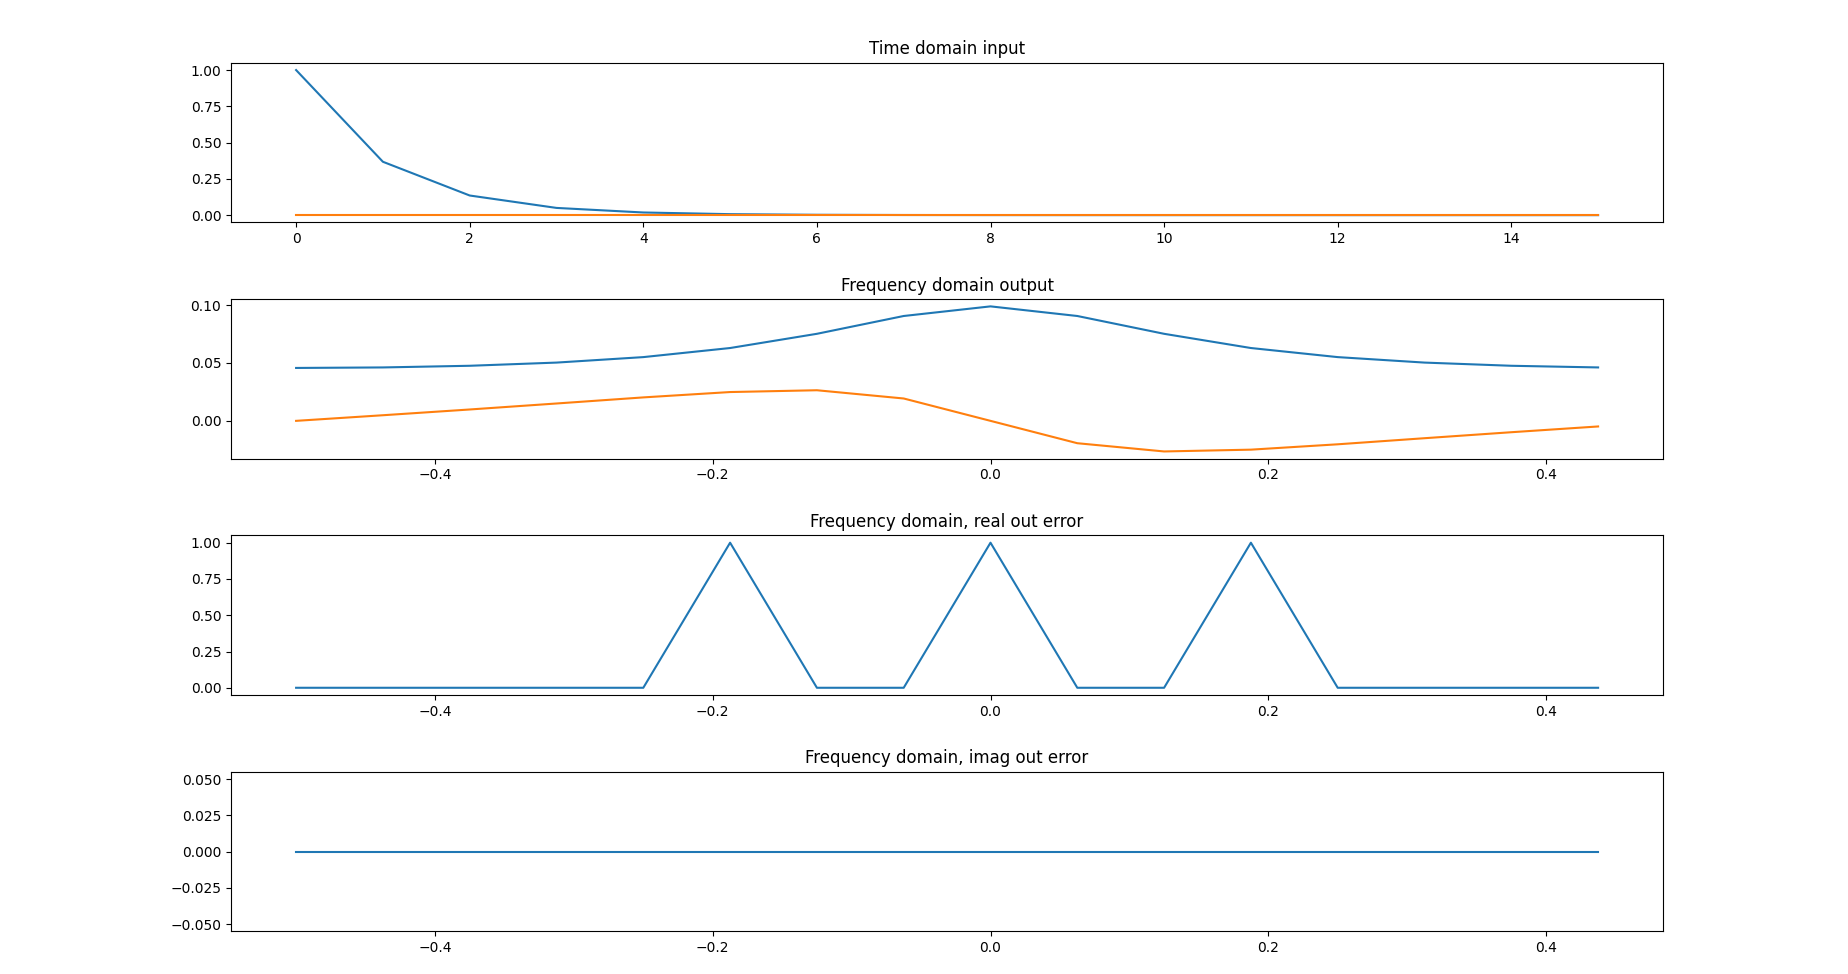 Time domain input
1.00
0.75
0.50
0.25
0.00
0 2 4 6 8 10 12 14
Frequency domain output
0.10
0.05
0.00
−0.4 −0.2 0.0 0.2 0.4
Frequency domain, real out error
1.00
0.75
0.50
0.25
0.00
−0.4 −0.2 0.0 0.2 0.4
Frequency domain, imag out error
0.050
0.025
0.000
−0.025
−0.050
−0.4 −0.2 0.0 0.2 0.4